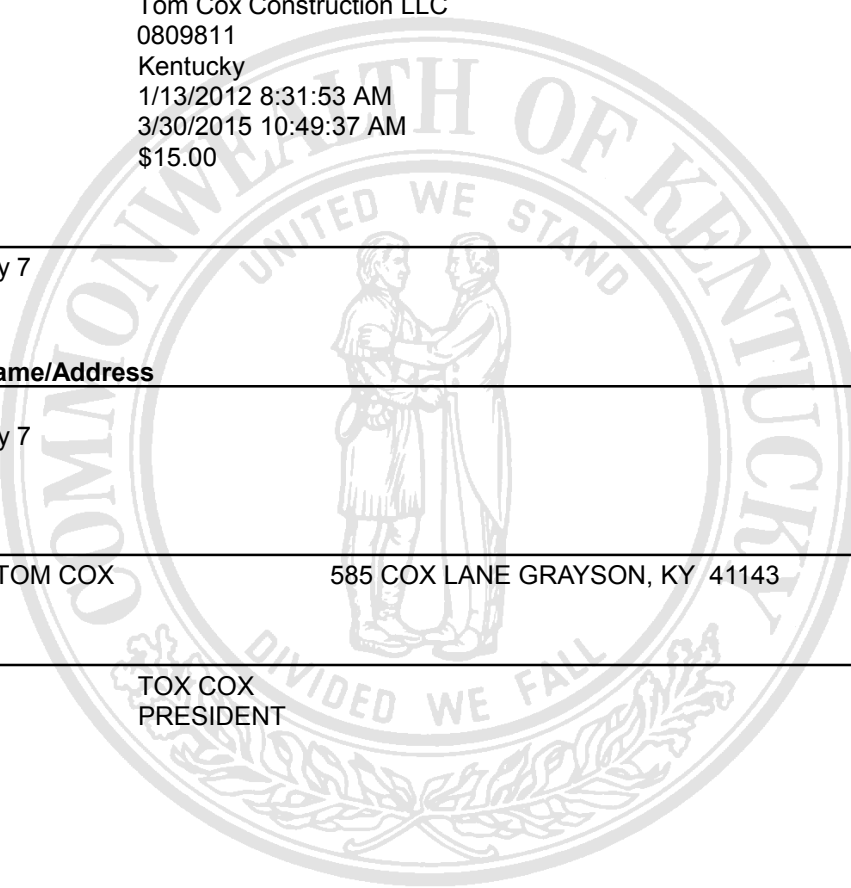 Tom Cox Construction LLC
0809811
Kentucky
1/13/2012 8:31:53 AM
3/30/2015 10:49:37 AM
$15.00
COMMONWEALTH OF KENTUCKY
UNITED WE STAND
y 7
ame/Address
y 7
TOM COX 585 COX LANE GRAYSON, KY 41143
DIVIDED WE FALL
TOX COX
PRESIDENT